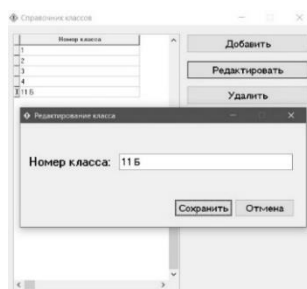 Справочник классов
Номер класса
1
2
3
4
11 Б
Добавить
Редактировать
Удалить
Редактирование класса
Номер класса: 11 Б
Сохранить Отмена